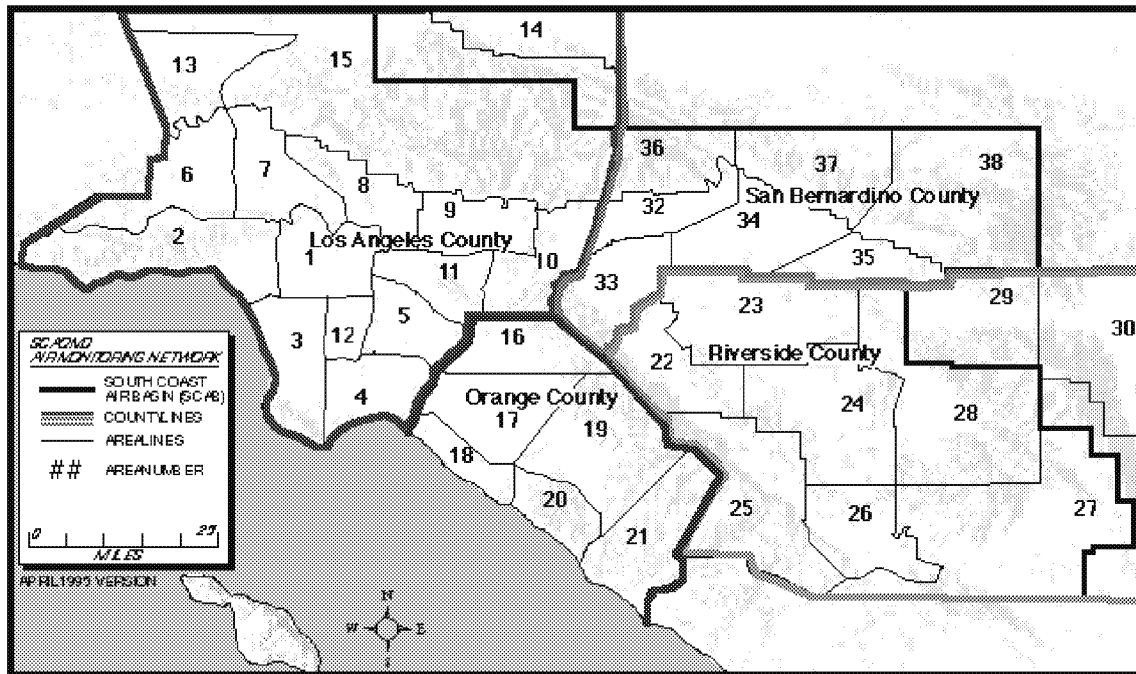 14
13
15
36
37
38
6
7
8
9
32
San Bernardino County
34
2
Los Angeles County
1
10
35
11
33
29
23
30
5
3
12
16
SCAQMD
AIR MONITORING NETWORK
SOUTH COAST
AIR BASIN (SCAB)
COUNTY LINES
AREA LINES
## AREA NUMBER
0 25
MILES
APRIL 1995 VERSION
22
Riverside County
4
Orange County
24
28
17
19
18
20
25
26
27
21
N
W E